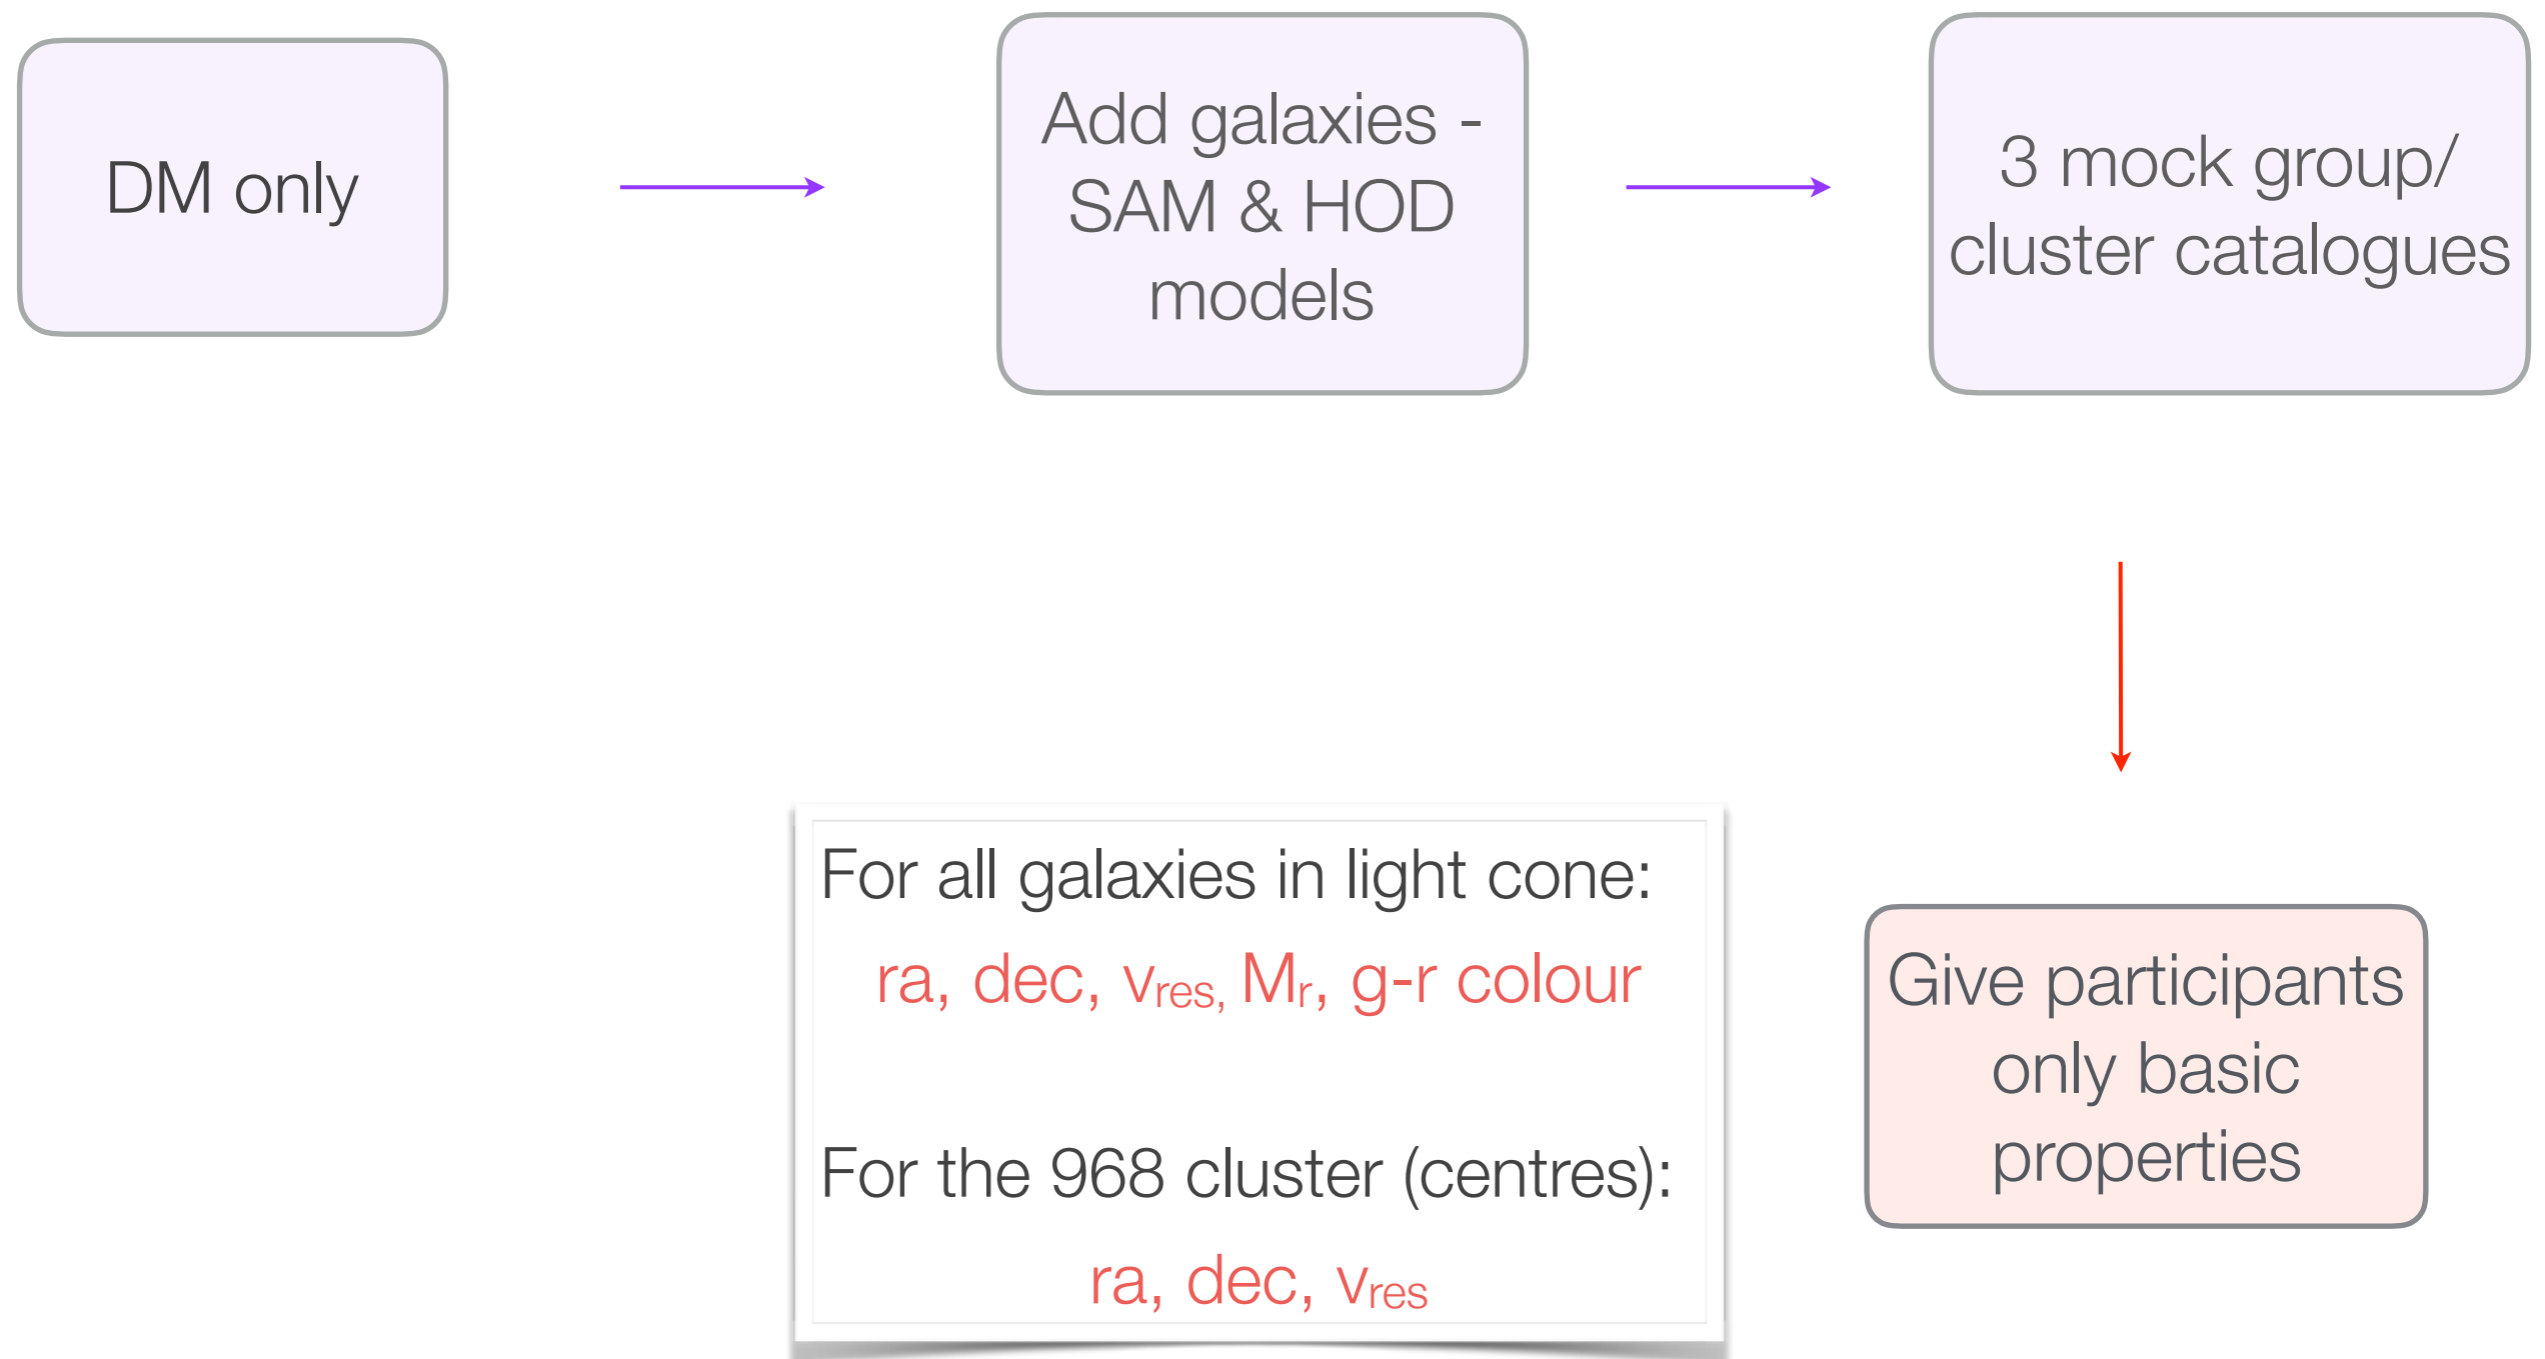 DM only
Add galaxies -
SAM & HOD
models
3 mock group/
cluster catalogues
For all galaxies in light cone:
ra, dec, vres, Mr, g-r colour
For the 968 cluster (centres):
ra, dec, vres
Give participants
only basic
properties